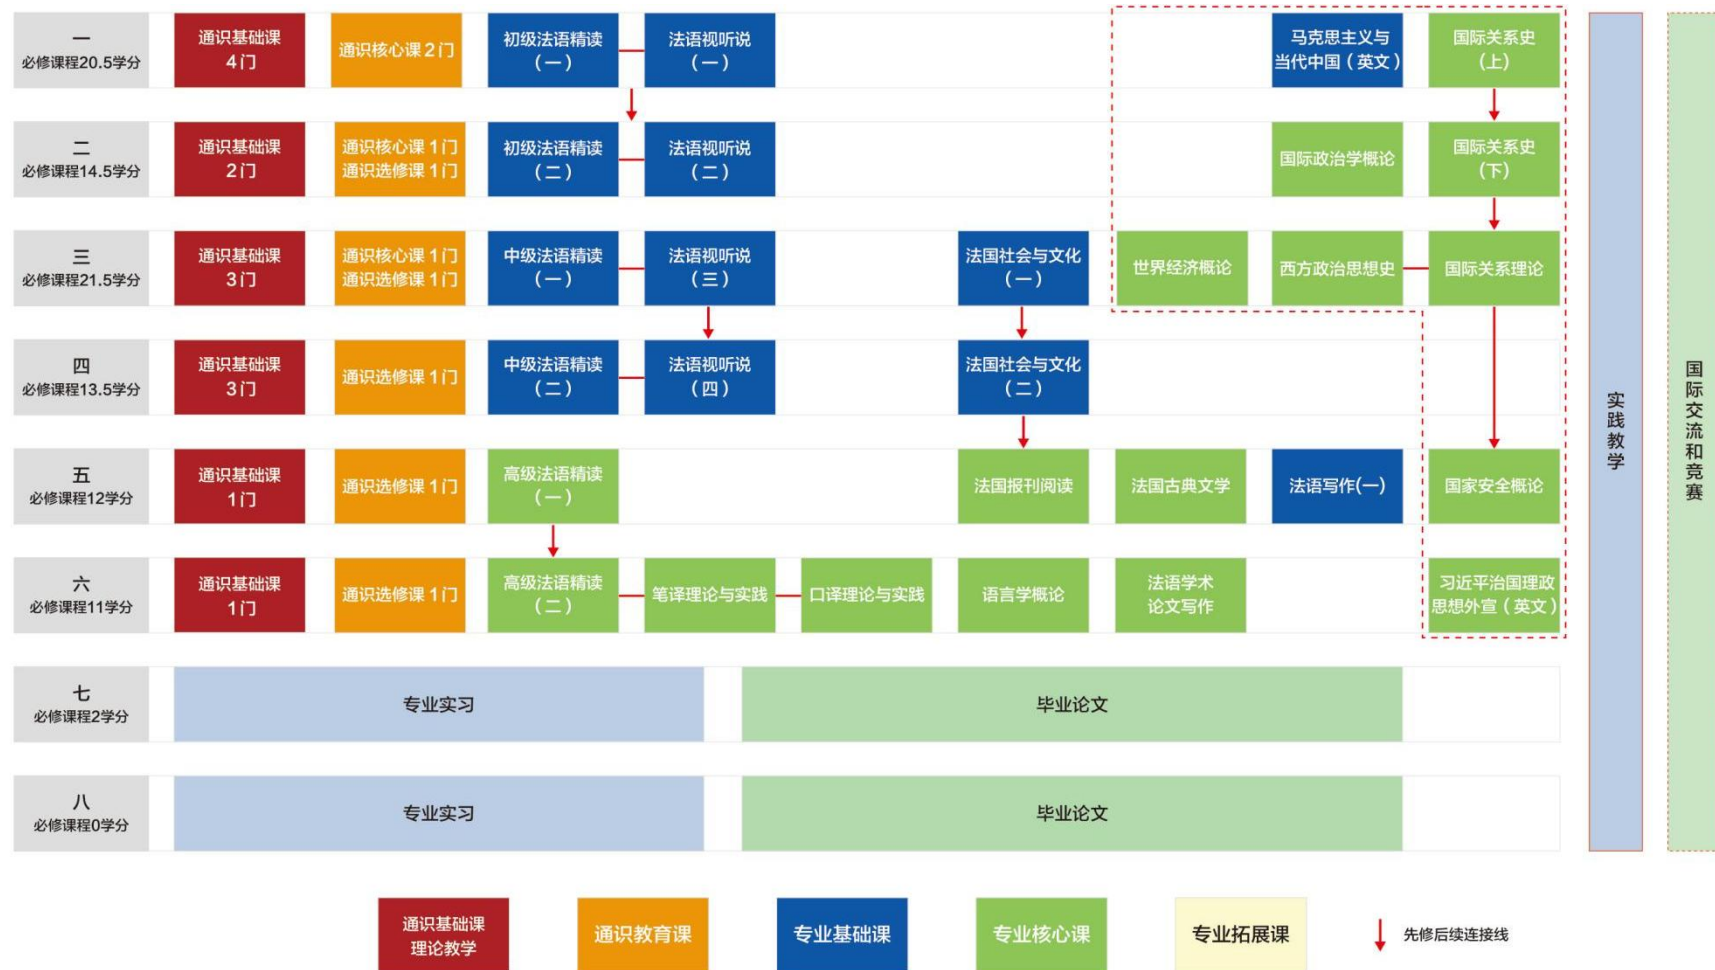 一
必修课程20.5学分
通识基础课
4门
通识核心课 2 门
初级法语精读
(一)
法语视听说
(一)
马克思主义与
当代中国(英文)
国际关系史
(上)
二
必修课程14.5学分
通识基础课
2门
通识核心课 1 门
通识选修课 1 门
初级法语精读
(二)
法语视听说
(二)
国际政治学概论
国际关系史
(下)
三
必修课程21.5学分
通识基础课
3门
通识核心课 1 门
通识选修课 1 门
中级法语精读
(一)
法语视听说
(三)
法国社会与文化
(一)
世界经济概论
西方政治思想史
国际关系理论
四
必修课程13.5学分
通识基础课
3门
通识选修课 1 门
中级法语精读
(二)
法语视听说
(四)
法国社会与文化
(二)
五
必修课程12学分
通识基础课
1门
通识选修课 1 门
高级法语精读
(一)
法国报刊阅读
法国古典文学
法语写作(一)
国家安全概论
六
必修课程11学分
通识基础课
1门
通识选修课 1 门
高级法语精读
(二)
笔译理论与实践
口译理论与实践
语言学概论
法语学术
论文写作
习近平治国理政
思想外宣(英文)
七
必修课程2学分
专业实习
毕业论文
八
必修课程0学分
专业实习
毕业论文
实践教学
国际交流和竞赛
通识基础课
理论教学
通识教育课
专业基础课
专业核心课
专业拓展课
先修后续连接线